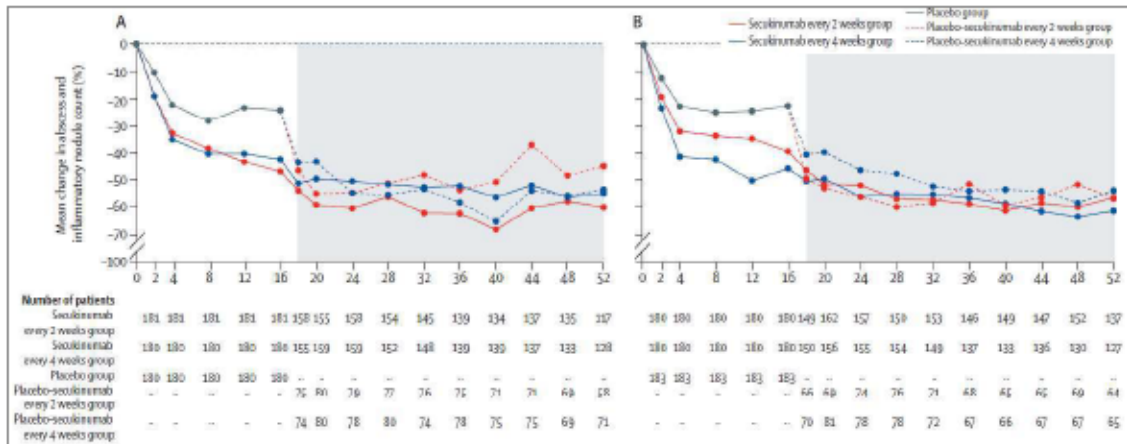 A
B
Secukinumab every 2 weeks group
Secukinumab every 4 weeks group
Placebo group
Placebo-secukinumab every 2 weeks group
Placebo-secukinumab every 4 weeks group
Mean change in abscess and
inflammatory nodule count (%)
0
-10
-20
-30
-40
-50
-60
-70
-100
0 2 4 8 12 16 18 20 24 28 32 36 40 44 48 52
0 2 4 8 12 16 18 20 24 28 32 36 40 44 48 52
Number of patients
Secukinumab
every 2 weeks group
181 181 181 181 181 158 155 158 154 145 139 134 137 135 117
180 180 180 180 180 149 162 157 150 153 146 149 147 152 137
Secukinumab
every 4 weeks group
180 180 180 180 180 155 159 159 152 148 139 139 137 133 128
180 180 180 180 180 150 156 155 154 149 137 133 136 130 127
Placebo group
180 180 180 180 180 .. .. .. .. .. .. .. .. .. ..
183 183 183 183 183 .. .. .. .. .. .. .. .. .. ..
Placebo-secukinumab
every 2 weeks group
.. .. .. .. .. 75 80 79 77 76 75 71 71 69 58
.. .. .. .. .. 66 69 74 76 71 68 65 65 69 64
Placebo-secukinumab
every 4 weeks group
.. .. .. .. .. 74 80 78 80 74 78 75 75 69 71
.. .. .. .. .. 70 81 78 78 72 67 66 67 67 65